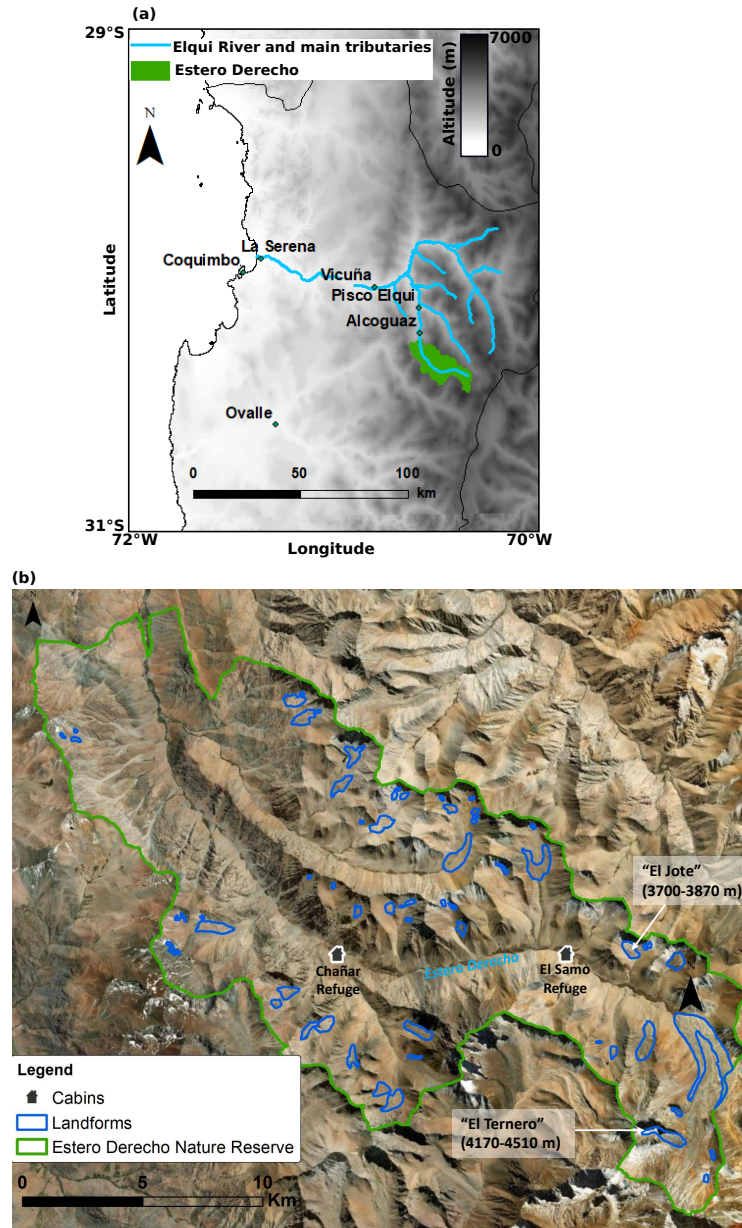 (a)
29°S
Elqui River and main tributaries
Estero Derecho
Altitude (m)
7000
0
N
Latitude
La Serena
Coquimbo
Vicuña
Pisco Elqui
Alcoguaz
Ovalle
0 50 100
km
31°S
72°W
70°W
Longitude
(b)
N
"El Jote"
(3700-3870 m)
Estero Derecho
Chañar
Refuge
El Samo
Refuge
N
Legend
Cabins
Landforms
Estero Derecho Nature Reserve
"El Ternero"
(4170-4510 m)
0 5 10
Km